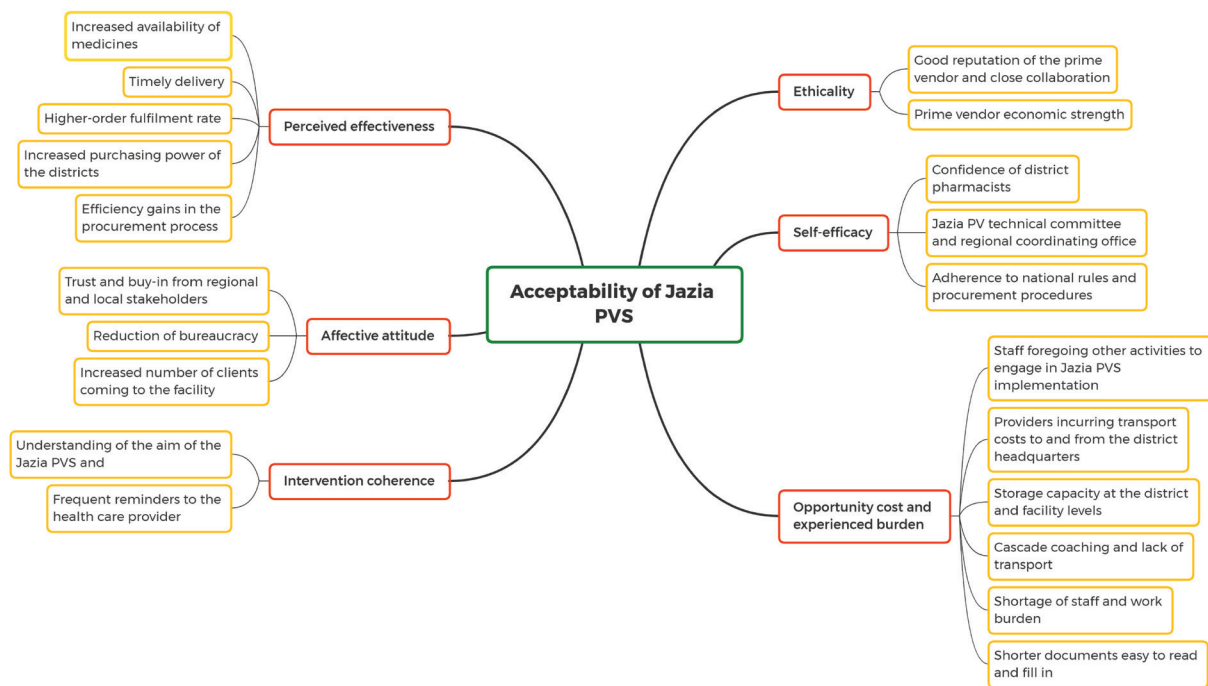 Acceptability of Jazia
PVS
Perceived effectiveness
Increased availability of
medicines
Timely delivery
Higher-order fulfilment rate
Increased purchasing power of
the districts
Efficiency gains in the
procurement process
Affective attitude
Trust and buy-in from regional
and local stakeholders
Reduction of bureaucracy
Increased number of clients
coming to the facility
Intervention coherence
Understanding of the aim of the
Jazia PVS and
Frequent reminders to the
health care provider
Ethicality
Good reputation of the prime
vendor and close collaboration
Prime vendor economic strength
Self-efficacy
Confidence of district
pharmacists
Jazia PV technical committee
and regional coordinating office
Adherence to national rules and
procurement procedures
Opportunity cost and
experienced burden
Staff foregoing other activities to
engage in Jazia PVS
implementation
Providers incurring transport
costs to and from the district
headquarters
Storage capacity at the district
and facility levels
Cascade coaching and lack of
transport
Shortage of staff and work
burden
Shorter documents easy to read
and fill in